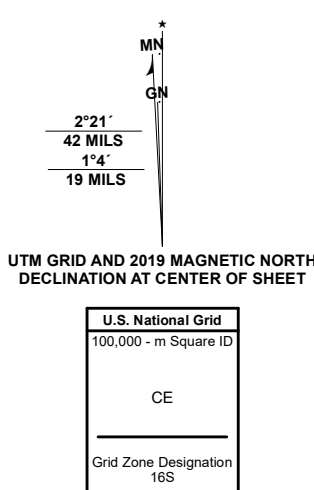 MN
GN
2°21´
42 MILS
1°4´
19 MILS
UTM GRID AND 2019 MAGNETIC NORTH
DECLINATION AT CENTER OF SHEET
U.S. National Grid
100,000 - m Square ID
CE
Grid Zone Designation
16S